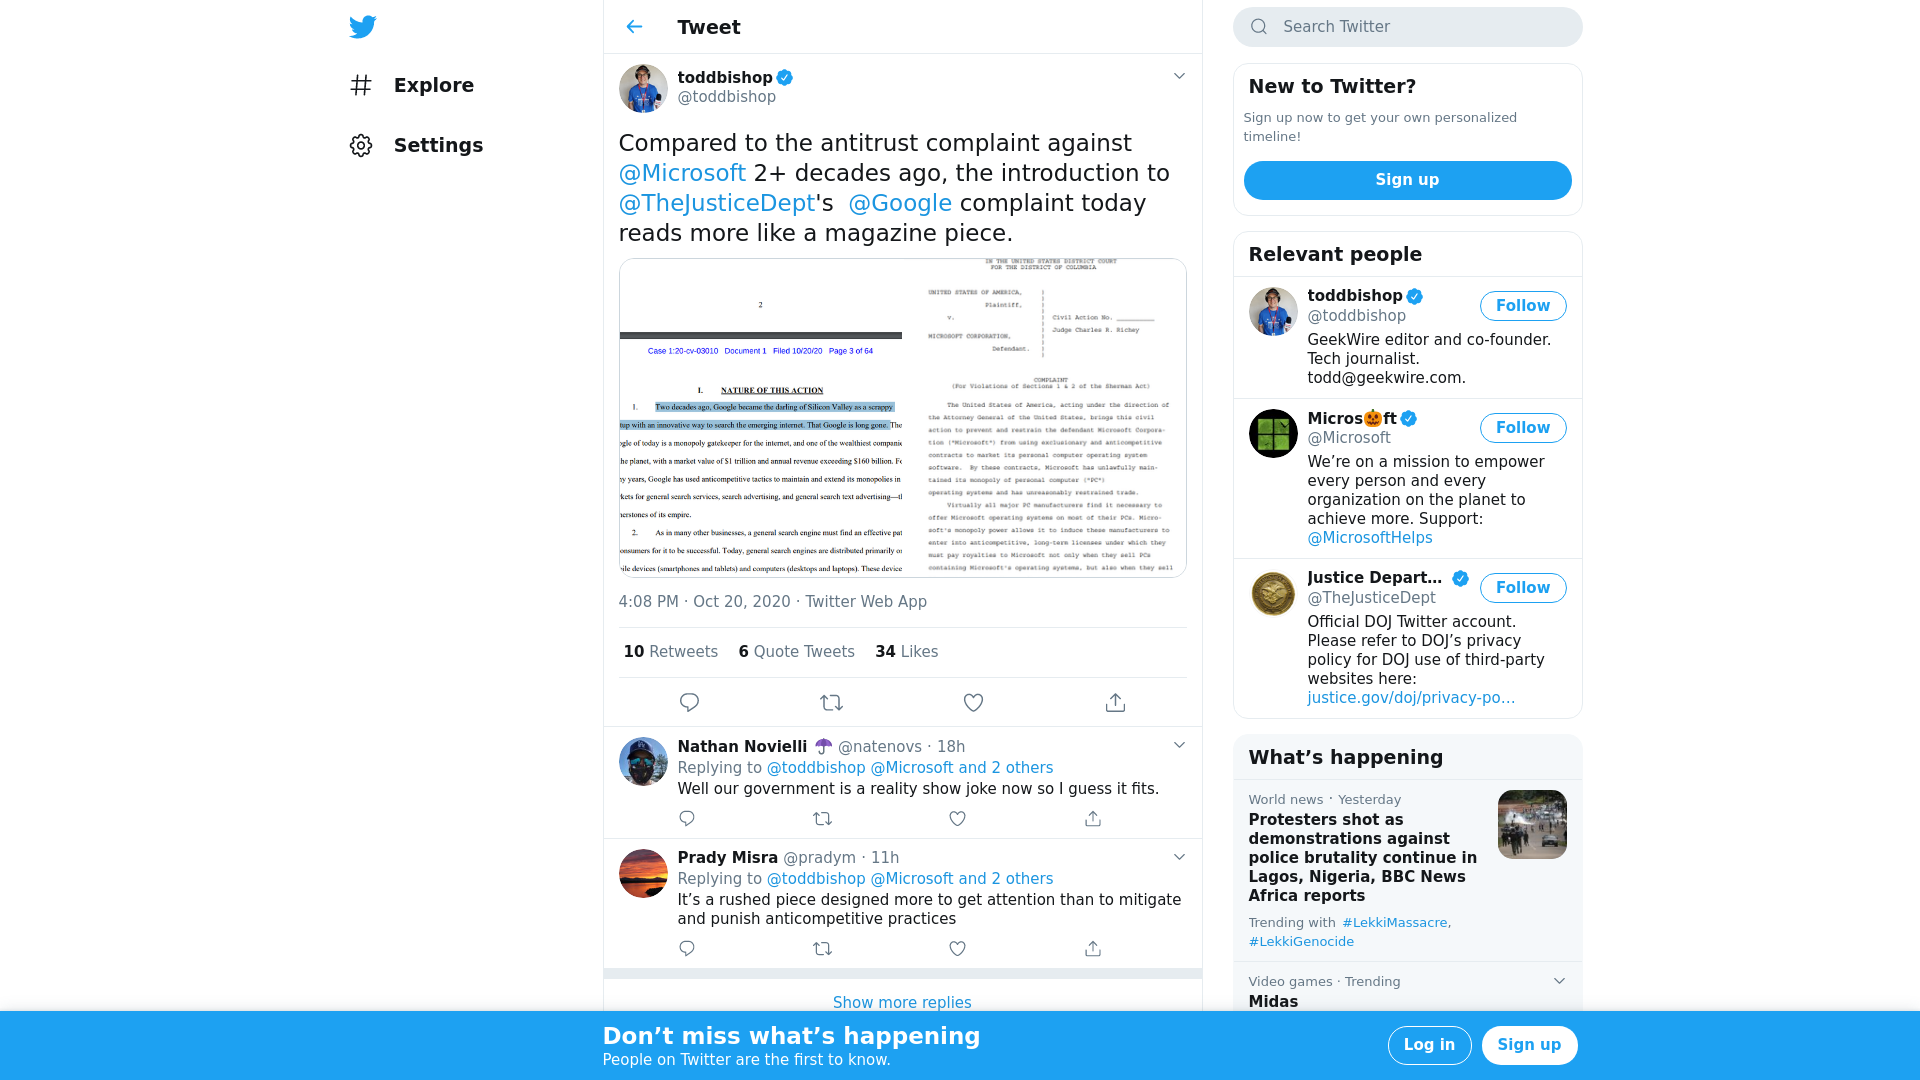 Explore
Settings
Tweet
toddbishop
@toddbishop
Compared to the antitrust complaint against
@Microsoft 2+ decades ago, the introduction to
@TheJusticeDept's @Google complaint today
reads more like a magazine piece.
2
Case 1:20-cv-03010 Document 1 Filed 10/20/20 Page 3 of 64
I. NATURE OF THIS ACTION
1. Two decades ago, Google became the darling of Silicon Valley as a scrappy
tup with an innovative way to search the emerging internet. That Google is long gone. The
ogle of today is a monopoly gatekeeper for the internet, and one of the wealthiest companie
he planet, with a market value of $1 trillion and annual revenue exceeding $160 billion. Fo
ny years, Google has used anticompetitive tactics to maintain and extend its monopolies in
kets for general search services, search advertising, and general search text advertising—tl
nerstones of its empire.
2. As in many other businesses, a general search engine must find an effective pat
onsumers for it to be successful. Today, general search engines are distributed primarily on
ile devices (smartphones and tablets) and computers (desktops and laptops). These device
IN THE UNITED STATES DISTRICT COURT
FOR THE DISTRICT OF COLUMBIA
UNITED STATES OF AMERICA,
Plaintiff,
v. Civil Action No.
Judge Charles R. Richey
MICROSOFT CORPORATION,
Defendant.
COMPLAINT
(For Violations of Sections 1 & 2 of the Sherman Act)
The United States of America, acting under the direction of
the Attorney General of the United States, brings this civil
action to prevent and restrain the defendant Microsoft Corpora-
tion ("Microsoft") from using exclusionary and anticompetitive
contracts to market its personal computer operating system
software. By these contracts, Microsoft has unlawfully main-
tained its monopoly of personal computer ("PC")
operating systems and has unreasonably restrained trade.
Virtually all major PC manufacturers find it necessary to
offer Microsoft operating systems on most of their PCs. Micro-
soft's monopoly power allows it to induce these manufacturers to
enter into anticompetitive, long-term licenses under which they
must pay royalties to Microsoft not only when they sell PCs
containing Microsoft's operating systems, but also when they sell
4:08 PM · Oct 20, 2020 · Twitter Web App
10 Retweets 6 Quote Tweets 34 Likes
Nathan Novielli ☂ @natenovs · 18h
Replying to @toddbishop @Microsoft and 2 others
Well our government is a reality show joke now so I guess it fits.
Prady Misra @pradym · 11h
Replying to @toddbishop @Microsoft and 2 others
It’s a rushed piece designed more to get attention than to mitigate
and punish anticompetitive practices
Show more replies
Search Twitter
New to Twitter?
Sign up now to get your own personalized
timeline!
Sign up
Relevant people
toddbishop
@toddbishop
Follow
GeekWire editor and co-founder.
Tech journalist.
todd@geekwire.com.
Micros🎃ft
@Microsoft
Follow
We’re on a mission to empower
every person and every
organization on the planet to
achieve more. Support:
@MicrosoftHelps
Justice Depart...
@TheJusticeDept
Follow
Official DOJ Twitter account.
Please refer to DOJ’s privacy
policy for DOJ use of third-party
websites here:
justice.gov/doj/privacy-po…
What’s happening
World news · Yesterday
Protesters shot as
demonstrations against
police brutality continue in
Lagos, Nigeria, BBC News
Africa reports
Trending with #LekkiMassacre,
#LekkiGenocide
Video games · Trending
Midas
Don’t miss what’s happening
People on Twitter are the first to know.
Log in
Sign up